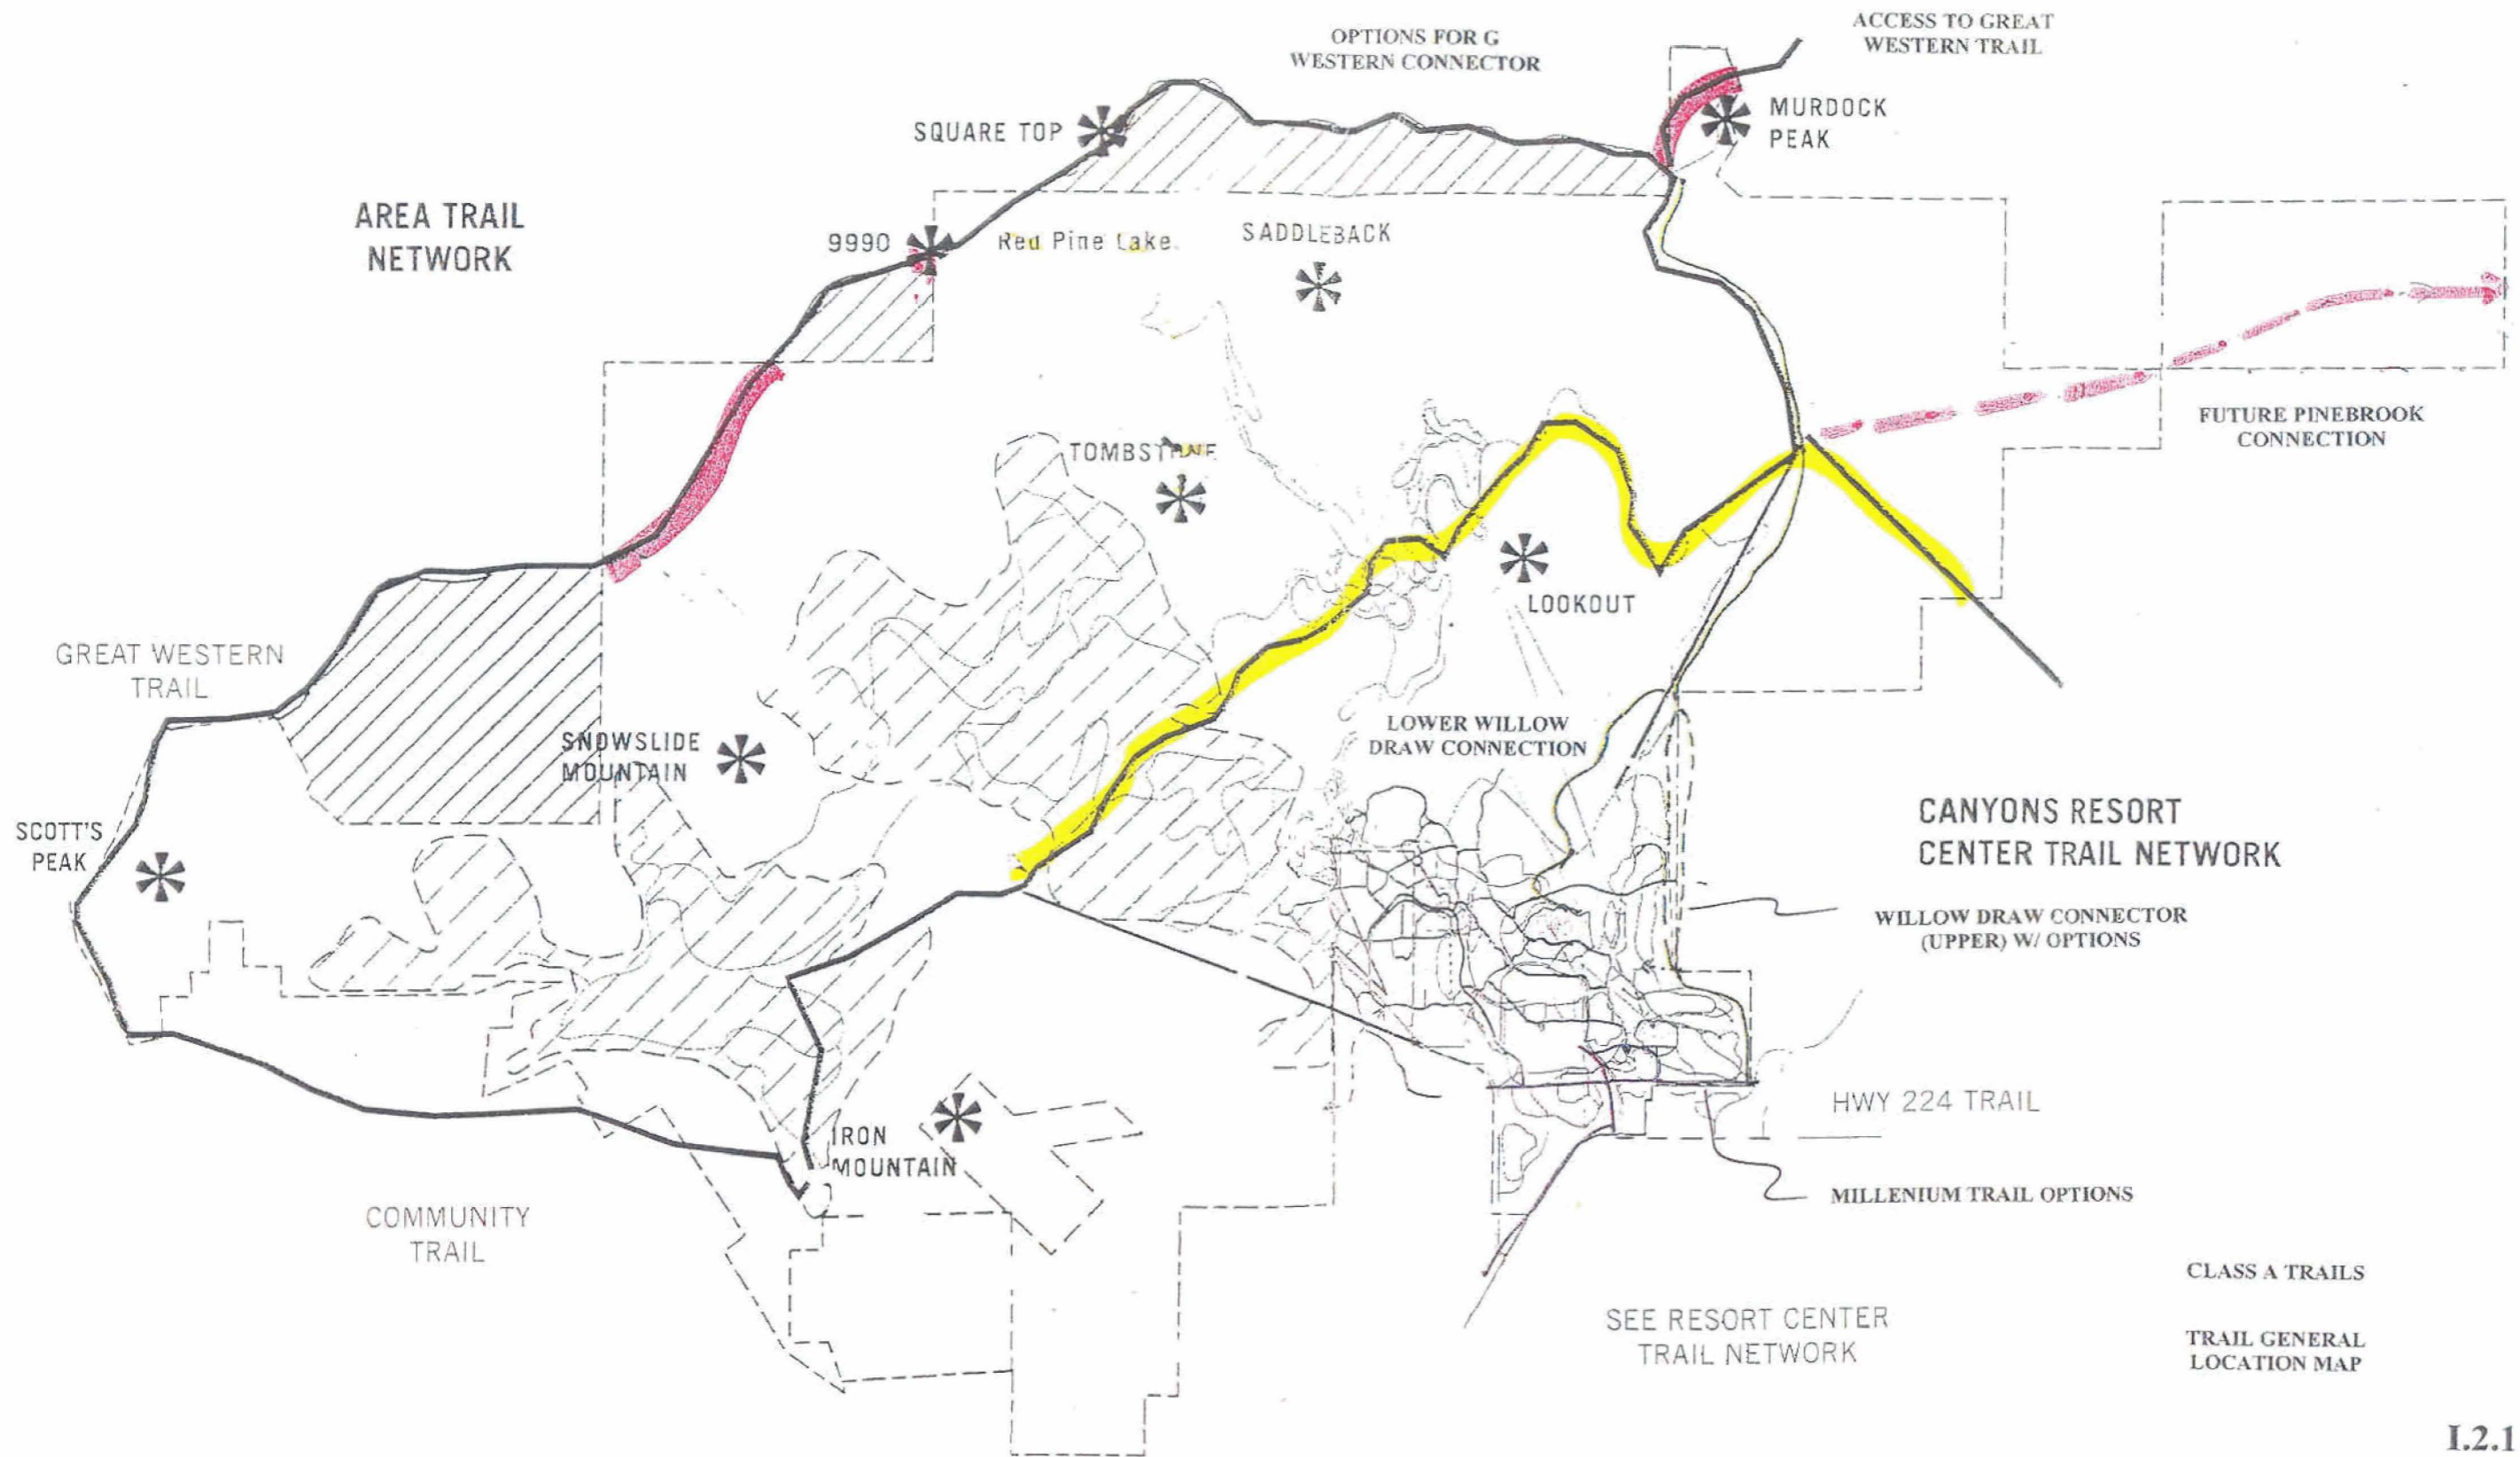 OPTIONS FOR G
WESTERN CONNECTOR
ACCESS TO GREAT
WESTERN TRAIL
SQUARE TOP
MURDOCK
PEAK
AREA TRAIL
NETWORK
9990
Red Pine Lake
SADDLEBACK
FUTURE PINEBROOK
CONNECTION
TOMBSTONE
LOOKOUT
GREAT WESTERN
TRAIL
SNOWSLIDE
MOUNTAIN
LOWER WILLOW
DRAW CONNECTION
SCOTT'S
PEAK
CANYONS RESORT
CENTER TRAIL NETWORK
WILLOW DRAW CONNECTOR
(UPPER) W/ OPTIONS
HWY 224 TRAIL
IRON
MOUNTAIN
MILLENIUM TRAIL OPTIONS
COMMUNITY
TRAIL
CLASS A TRAILS
SEE RESORT CENTER
TRAIL NETWORK
TRAIL GENERAL
LOCATION MAP
I.2.1